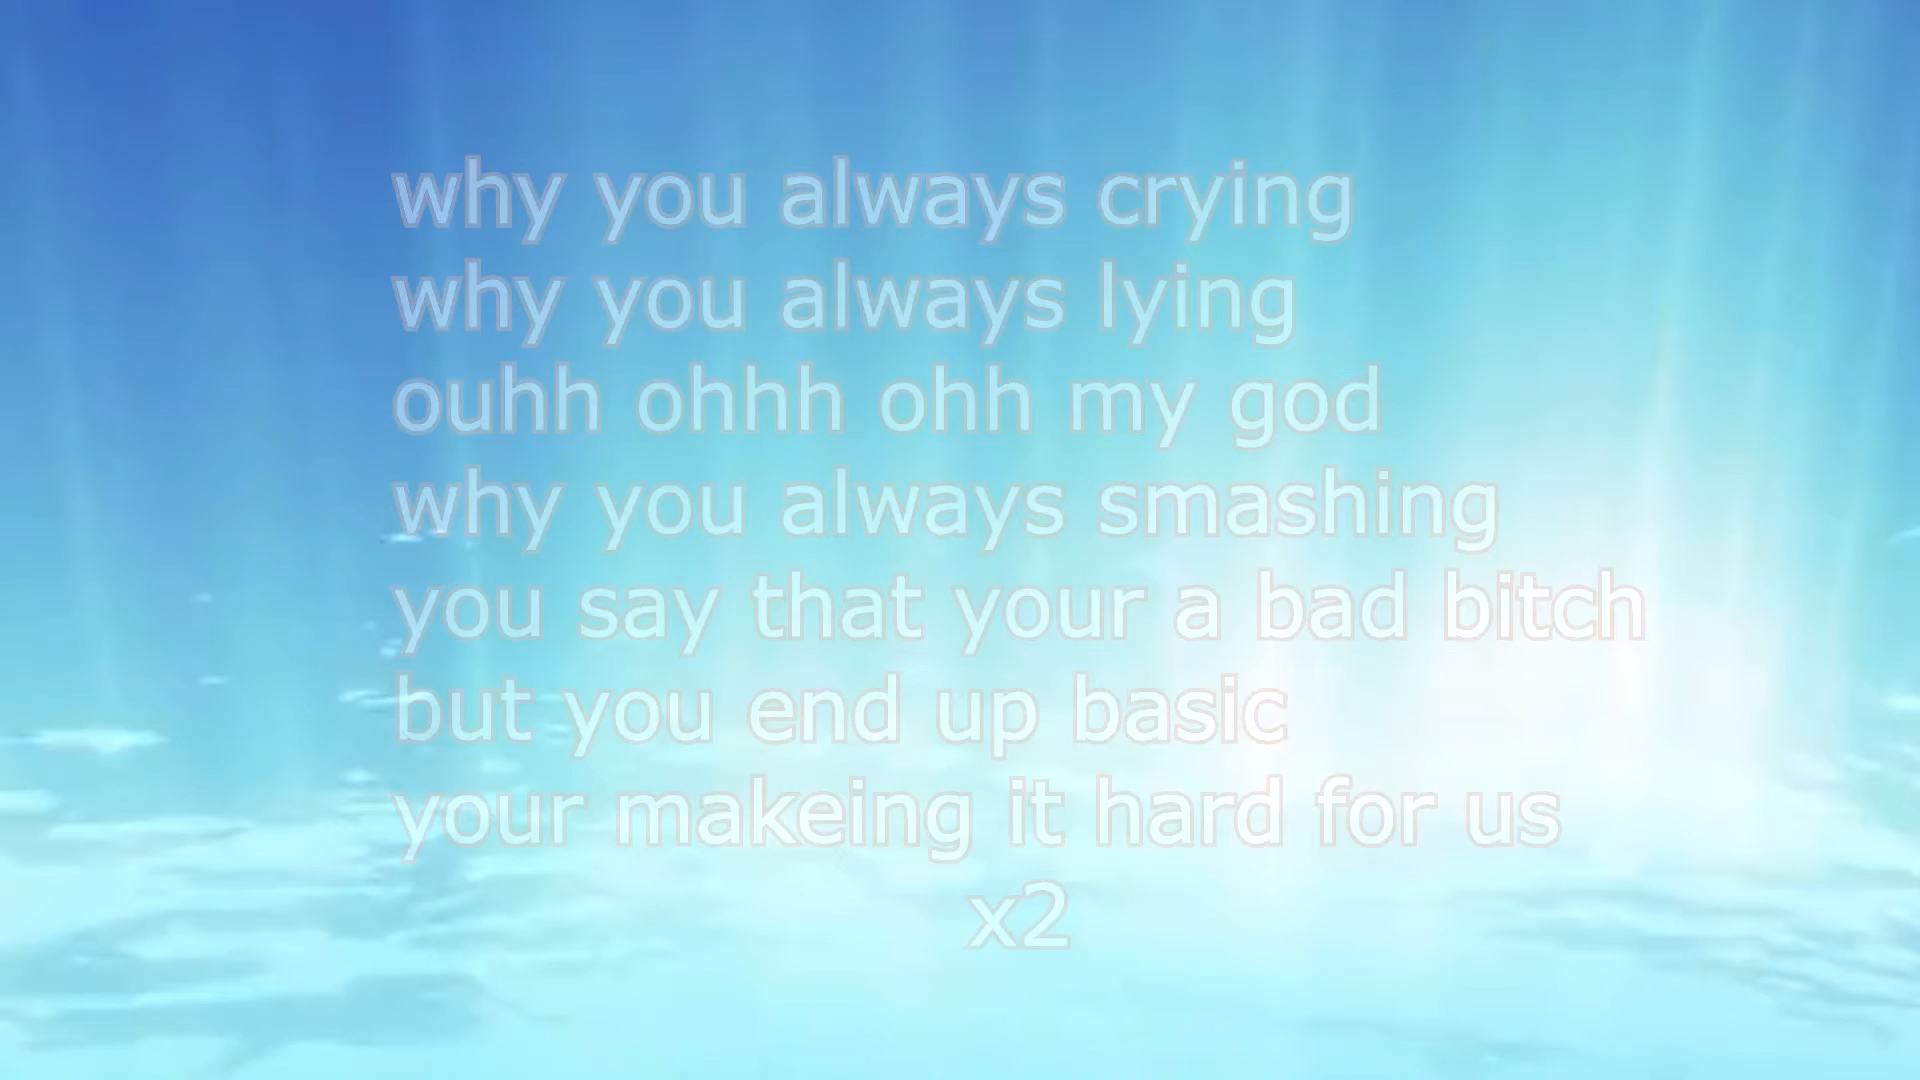 why you always crying
why you always lying
ouhh ohhh ohh my god
why you always smashing
you say that your a bad bitch
but you end up basic
your makeing it hard for us
x2